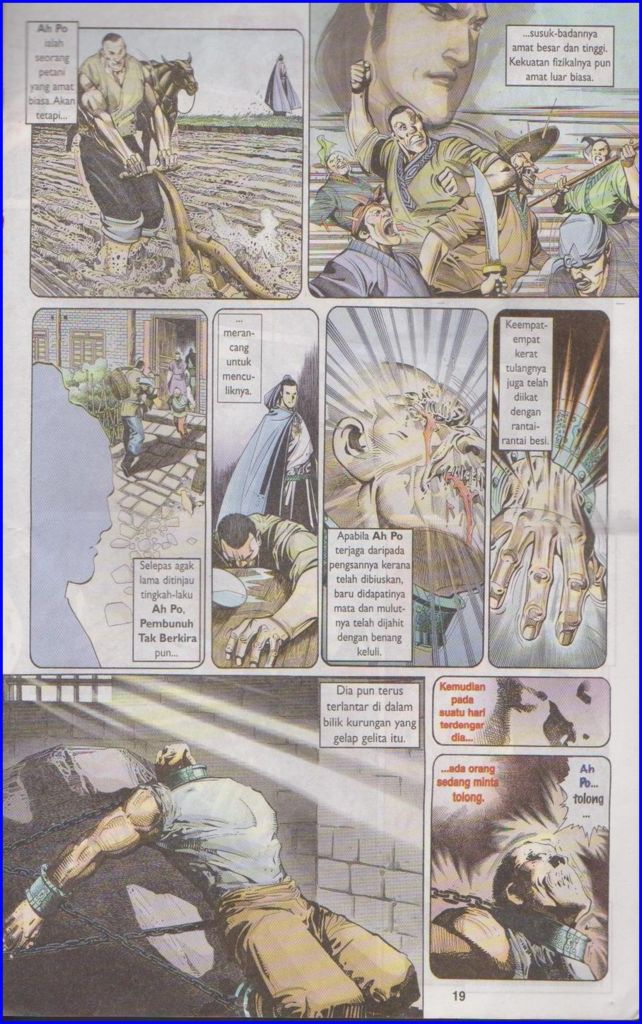 Ah Po
ialah
seorang
petani
yang amat
biasa. Akan
tetapi...
...susuk-badannya
amat besar dan tinggi.
Kekuatan fizikalnya pun
amat luar biasa.
Selepas agak
lama ditinjau
tingkah-laku
Ah Po,
Pembunuh
Tak Berkira
pun...
...
meran-
cang
untuk
mencu-
liknya.
Apabila Ah Po
terjaga daripada
pengsannya kerana
telah dibiuskan,
baru didapatinya
mata dan mulut-
nya telah dijahit
dengan benang
keluli.
Keempat-
empat
kerat
tulangnya
juga telah
diikat
dengan
rantai-
rantai besi.
Dia pun terus
terlantar di dalam
bilik kurungan yang
gelap gelita itu.
Kemudian
pada
suatu hari
terdengar
dia...
...ada orang
sedang minta
tolong.
Ah
Po...
tolong
...
19